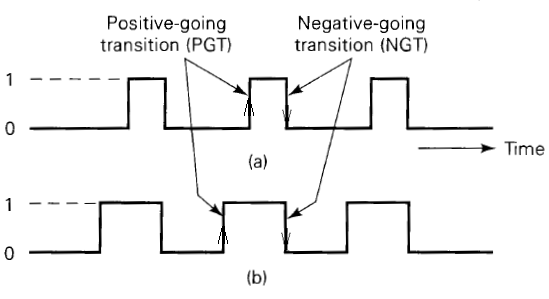 Positive-going
transition (PGT)
Negative-going
transition (NGT)
1
0
(a)
Time
1
0
(b)